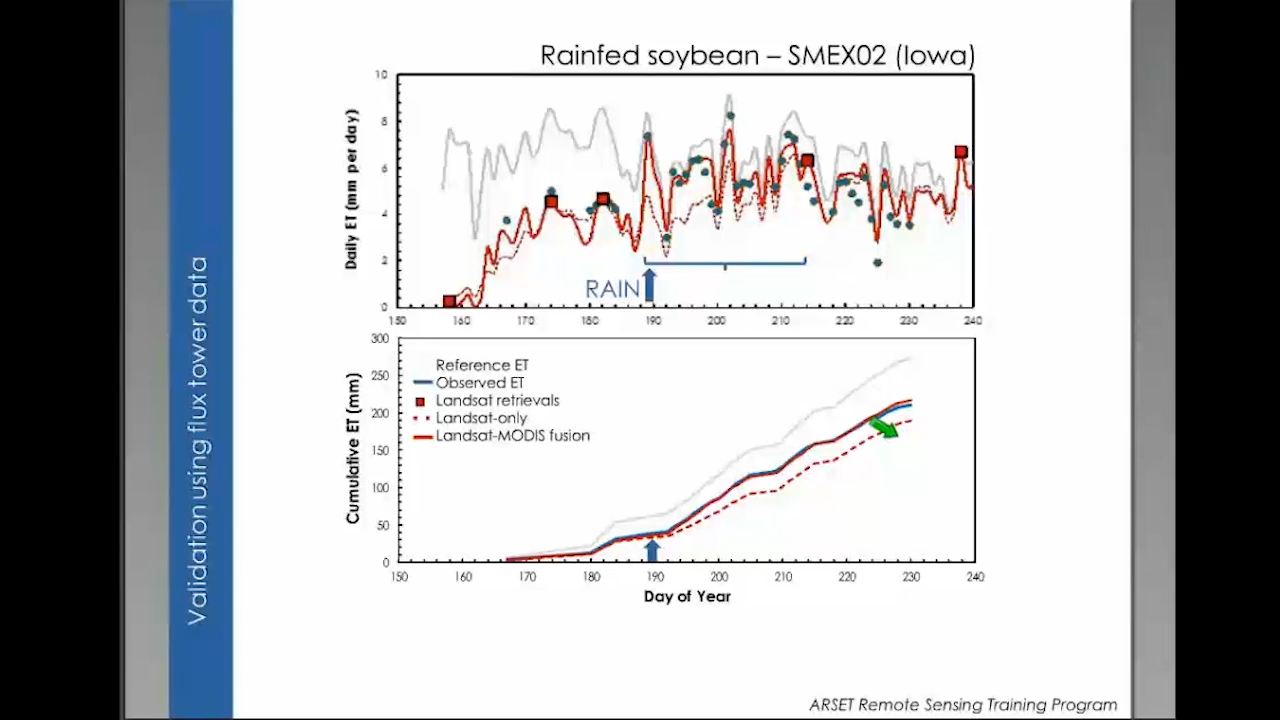 Validation using flux tower data
Rainfed soybean – SMEX02 (Iowa)
Daily ET (mm per day)
10
8
6
4
2
0
RAIN
150 160 170 180 190 200 210 220 230 240
Cumulative ET (mm)
300
250
200
150
100
50
0
Reference ET
Observed ET
Landsat retrievals
Landsat-only
Landsat-MODIS fusion
150 160 170 180 190 200 210 220 230 240
Day of Year
ARSET Remote Sensing Training Program